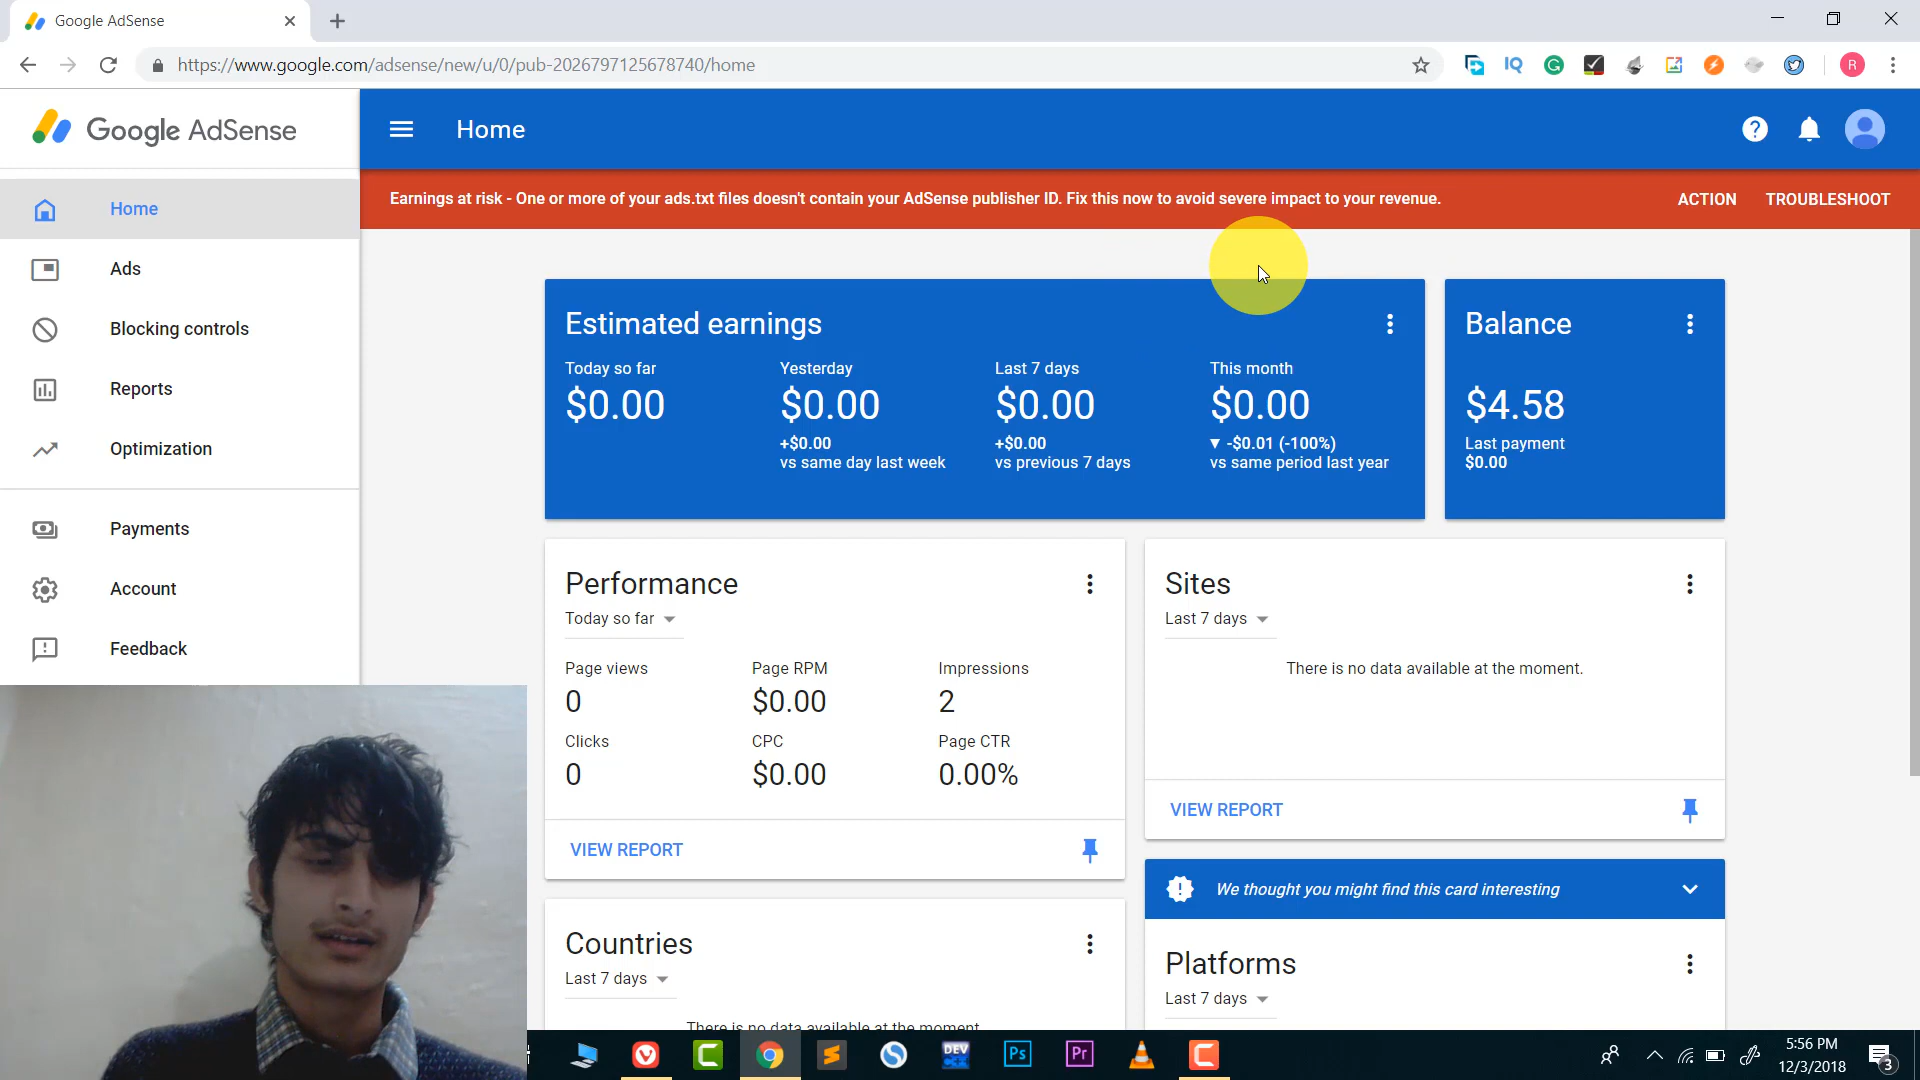 Google AdSense
https://www.google.com/adsense/new/u/0/pub-2026797125678740/home
IQ
G
R
Google AdSense
Home
Earnings at risk - One or more of your ads.txt files doesn't contain your AdSense publisher ID. Fix this now to avoid severe impact to your revenue.
ACTION
TROUBLESHOOT
Home
Ads
Blocking controls
Reports
Optimization
Payments
Account
Feedback
Estimated earnings
Today so far
$0.00
Yesterday
$0.00
+$0.00
vs same day last week
Last 7 days
$0.00
+$0.00
vs previous 7 days
This month
$0.00
▼ -$0.01 (-100%)
vs same period last year
Balance
$4.58
Last payment
$0.00
Performance
Today so far
Page views
0
Page RPM
$0.00
Impressions
2
Clicks
0
CPC
$0.00
Page CTR
0.00%
VIEW REPORT
Sites
Last 7 days
There is no data available at the moment.
VIEW REPORT
We thought you might find this card interesting
Countries
Last 7 days
There is no data available at the moment
Platforms
Last 7 days
DEV
Ps
Pr
5:56 PM
12/3/2018
3